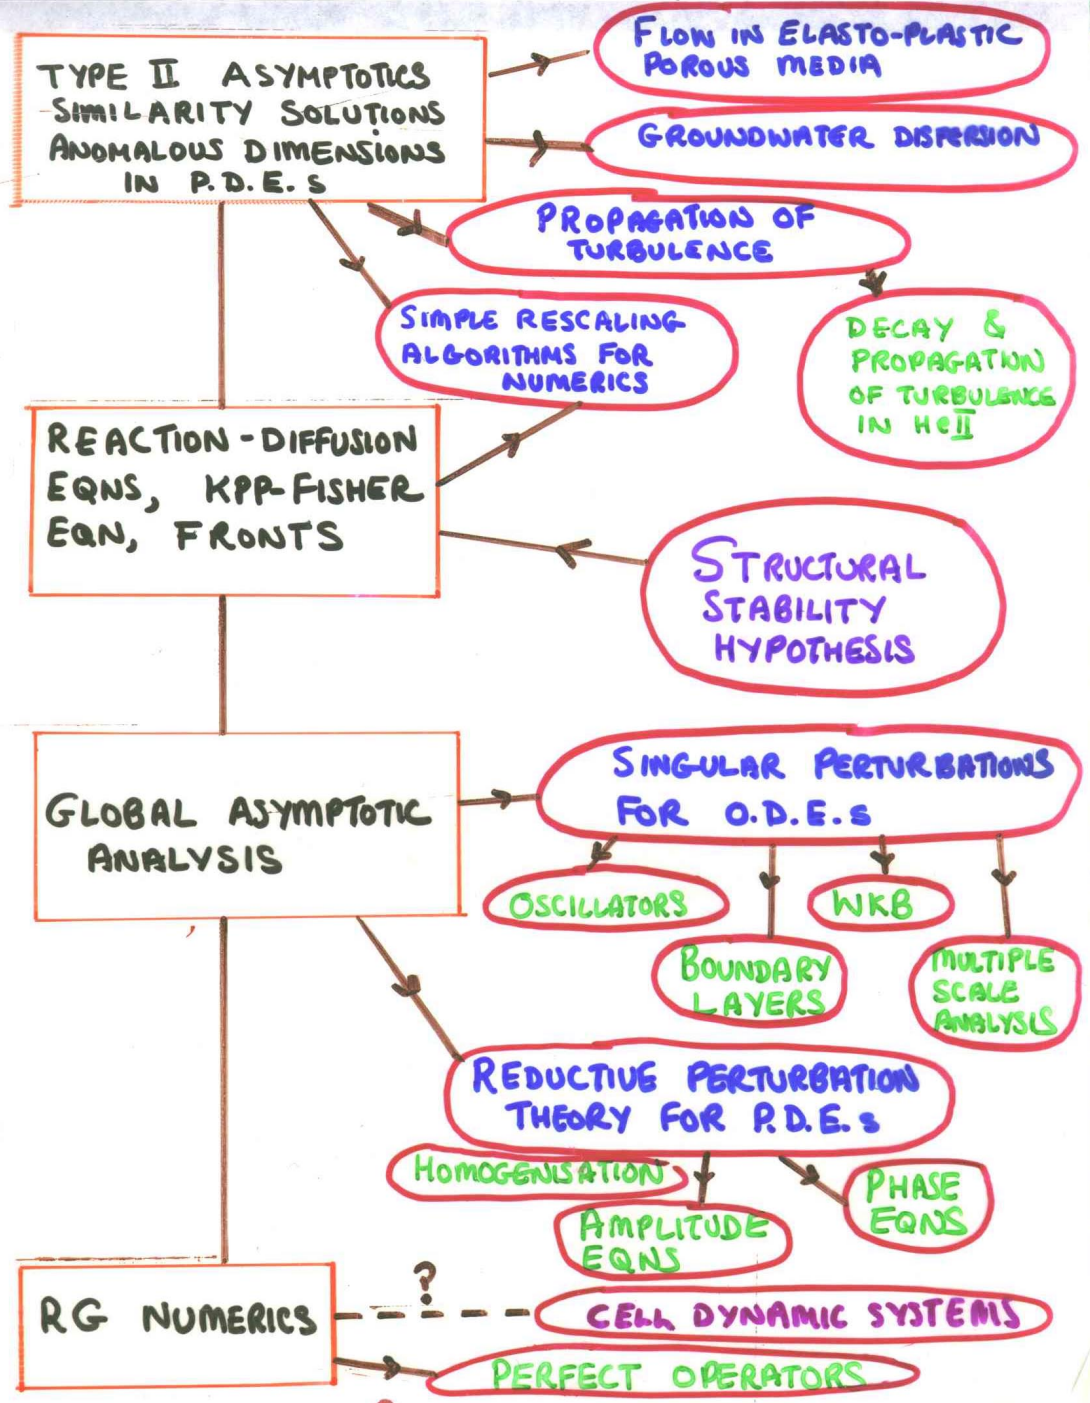 FLOW IN ELASTO-PLASTIC
POROUS MEDIA
TYPE II ASYMPTOTICS
SIMILARITY SOLUTIONS
ANOMALOUS DIMENSIONS
IN P.D.E.s
GROUNDWATER DISPERSION
PROPAGATION OF
TURBULENCE
SIMPLE RESCALING
ALGORITHMS FOR
NUMERICS
DECAY &
PROPAGATION
OF TURBULENCE
IN HeII
REACTION-DIFFUSION
EQNS, KPP-FISHER
EQN, FRONTS
STRUCTURAL
STABILITY
HYPOTHESIS
GLOBAL ASYMPTOTIC
ANALYSIS
SINGULAR PERTURBATIONS
FOR O.D.E.s
OSCILLATORS
WKB
BOUNDARY
LAYERS
MULTIPLE
SCALE
ANALYSIS
REDUCTIVE PERTURBATION
THEORY FOR P.D.E.s
HOMOGENISATION
AMPLITUDE
EQNS
PHASE
EQNS
RG NUMERICS
?
CELL DYNAMIC SYSTEMS
PERFECT OPERATORS